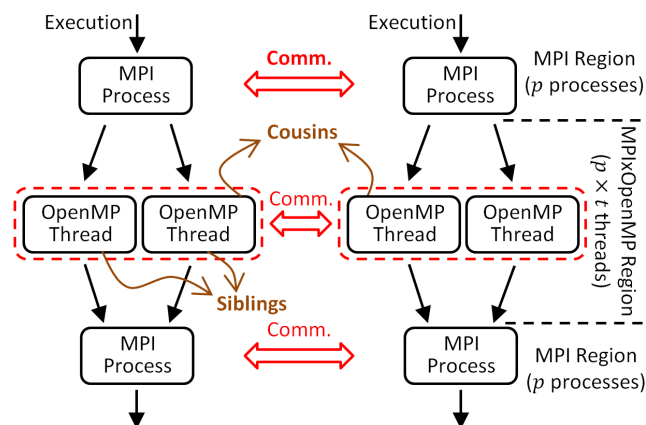 Execution
Execution
Comm.
MPI
Process
MPI
Process
MPI Region
(p processes)
Cousins
MPIxOpenMP Region
(p × t threads)
OpenMP
Thread
OpenMP
Thread
Comm.
OpenMP
Thread
OpenMP
Thread
Siblings
Comm.
MPI
Process
MPI
Process
MPI Region
(p processes)